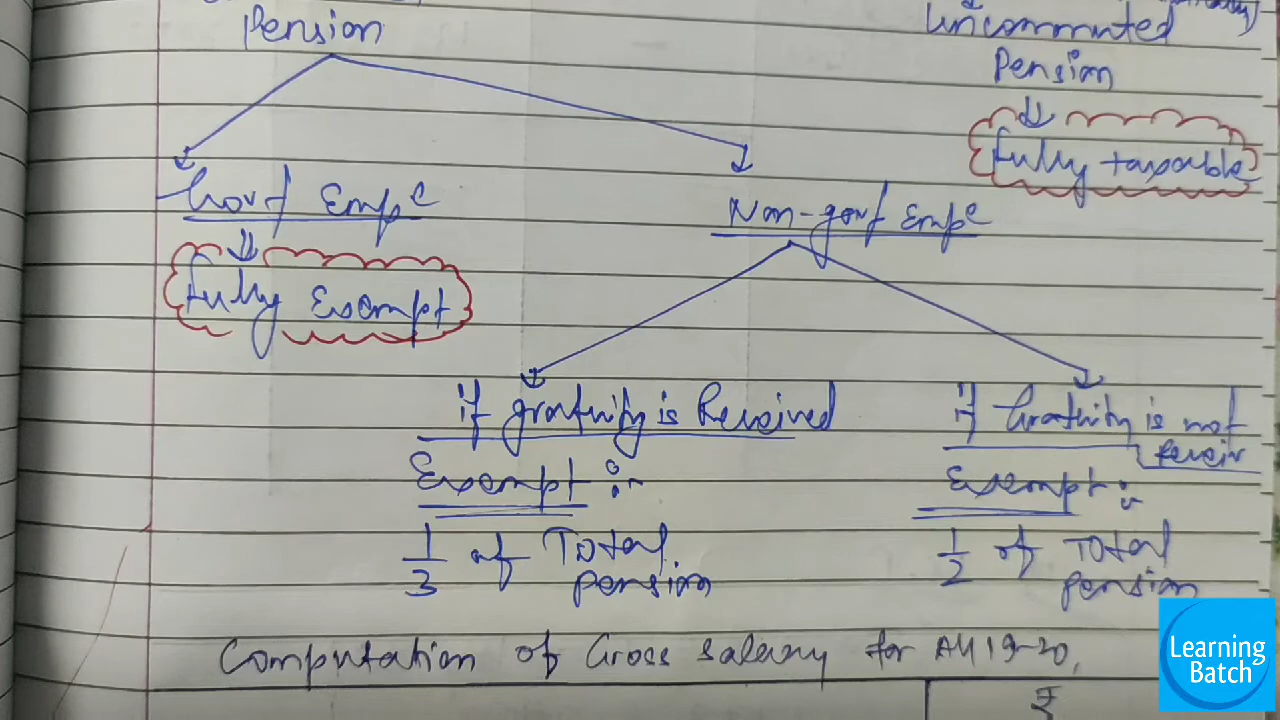 Pension
Uncommuted
Pension
fully taxable
Govt Empe
Non-govt Empe
fully Exempt
if gratuity is Received
if Gratuity is not
Receiv
Exempt :-
Exempt :-
1/3 of Total
pension
1/2 of Total
pension
Computation of Gross Salary for AY 19-20,
₹
Learning
Batch